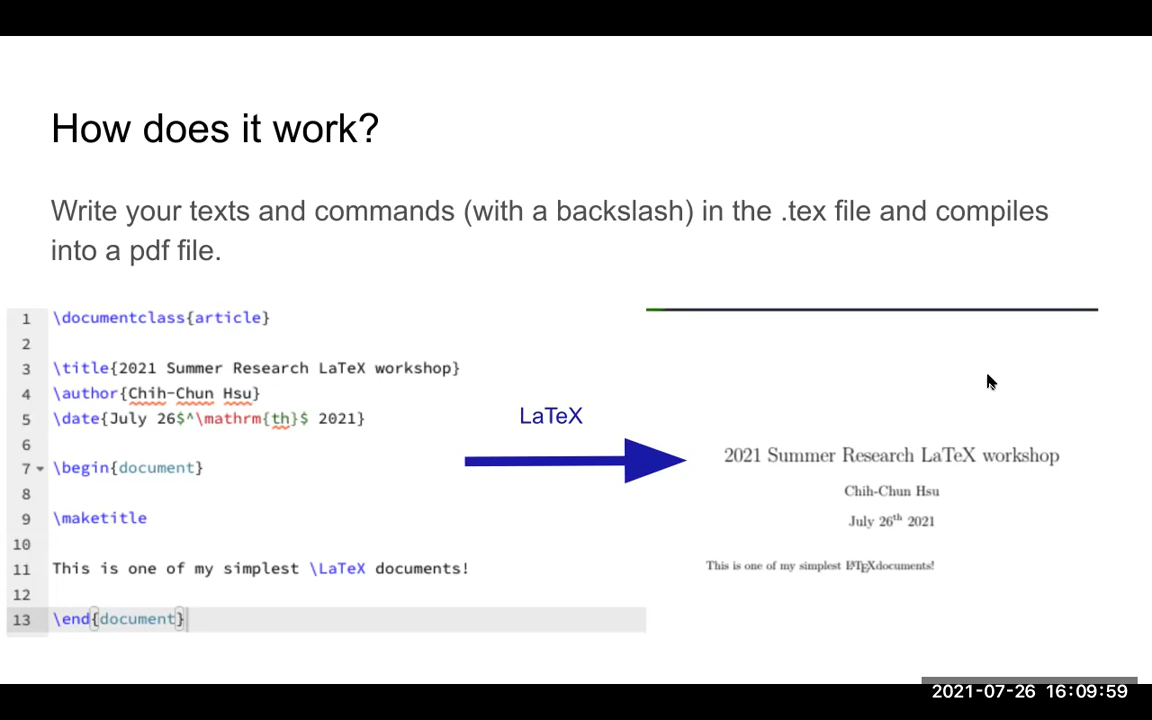 How does it work?
Write your texts and commands (with a backslash) in the .tex file and compiles
into a pdf file.
1 \documentclass{article}
2
3 \title{2021 Summer Research LaTeX workshop}
4 \author{Chih-Chun Hsu}
5 \date{July 26$^\mathrm{th}$ 2021}
6
7 \begin{document}
8
9 \maketitle
10
11 This is one of my simplest \LaTeX documents!
12
13 \end{document}
LaTeX
2021 Summer Research LaTeX workshop
Chih-Chun Hsu
July 26th 2021
This is one of my simplest LATEXdocuments!
2021-07-26 16:09:59